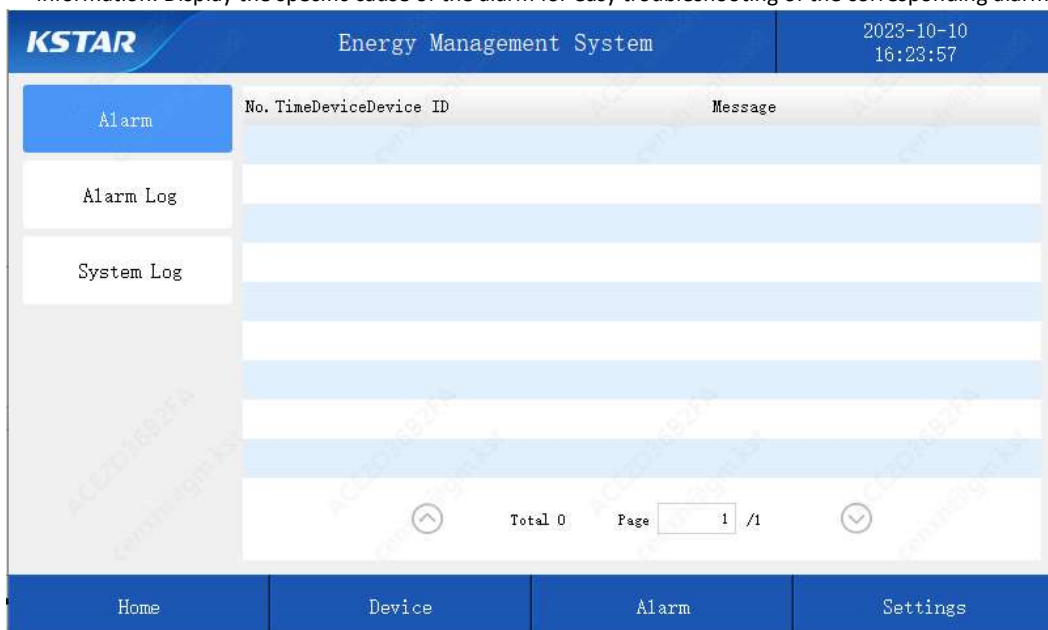 information: Display the specific cause of the alarm for easy troubleshooting of the corresponding alarm
KSTAR
Energy Management System
2023-10-10
16:23:57
Alarm
Alarm Log
System Log
No. TimeDeviceDevice ID Message
Total 0 Page 1 /1
Home Device Alarm Settings